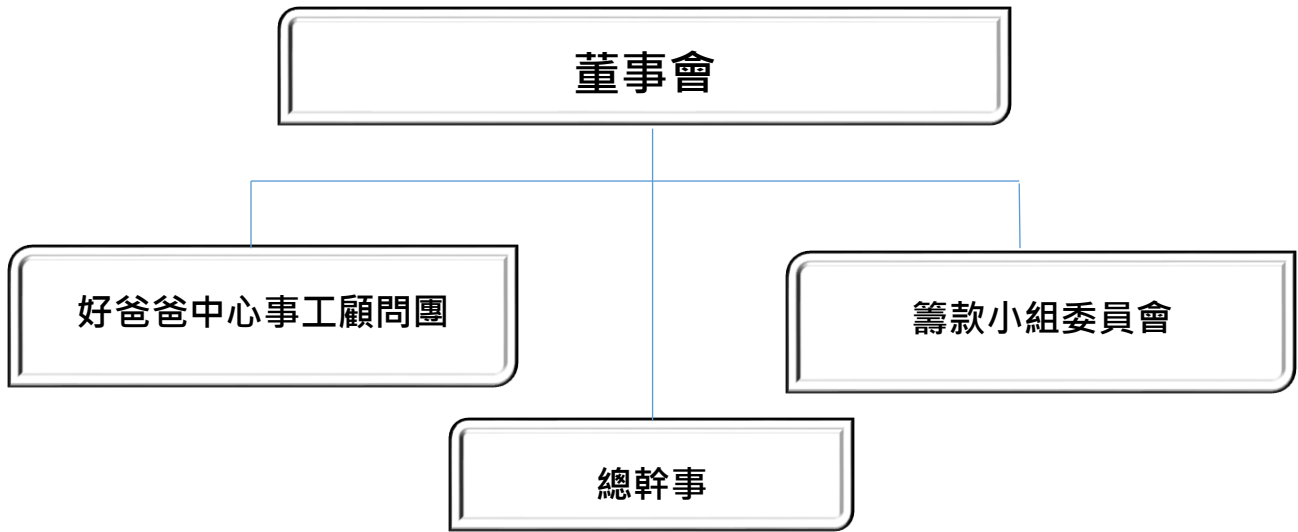 董事會
好爸爸中心事工顧問團
籌款小組委員會
總幹事